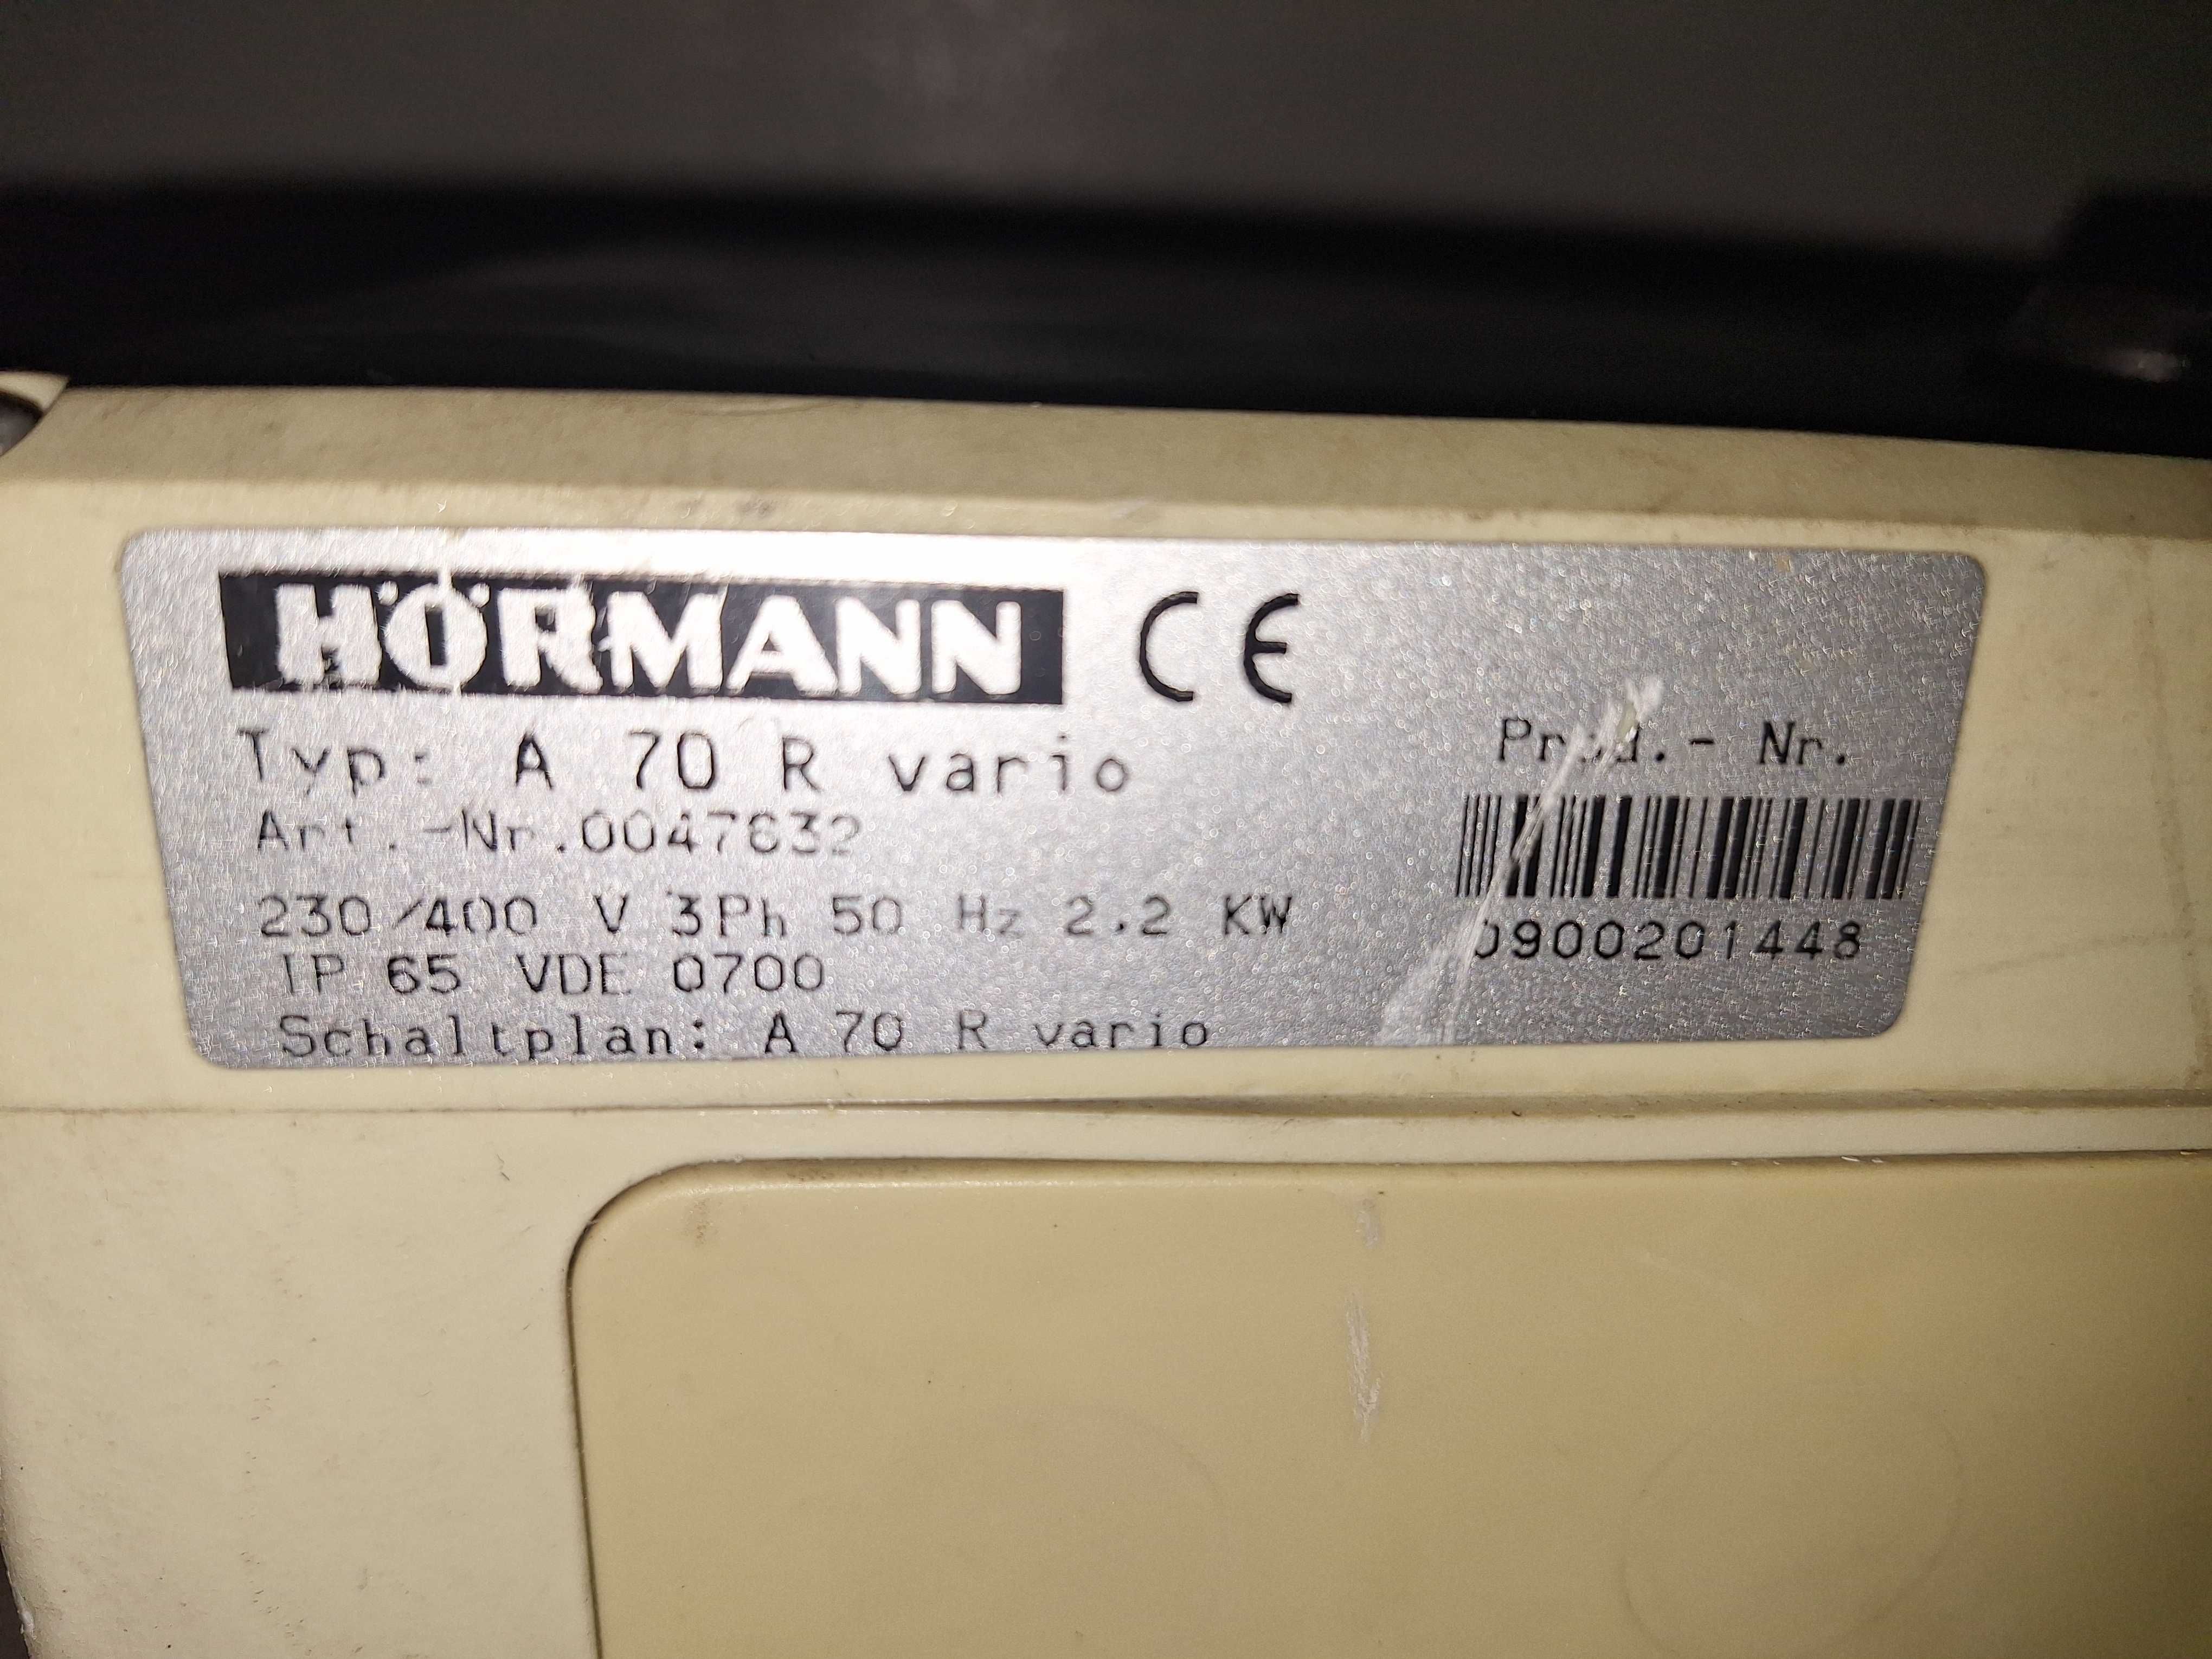 HÖRMANN CE
Typ: A 70 R vario
Prod.- Nr.
Art.-Nr.0047632
230/400 V 3Ph 50 Hz 2.2 KW
0900201448
IP 65 VDE 0700
Schaltplan: A 70 R vario